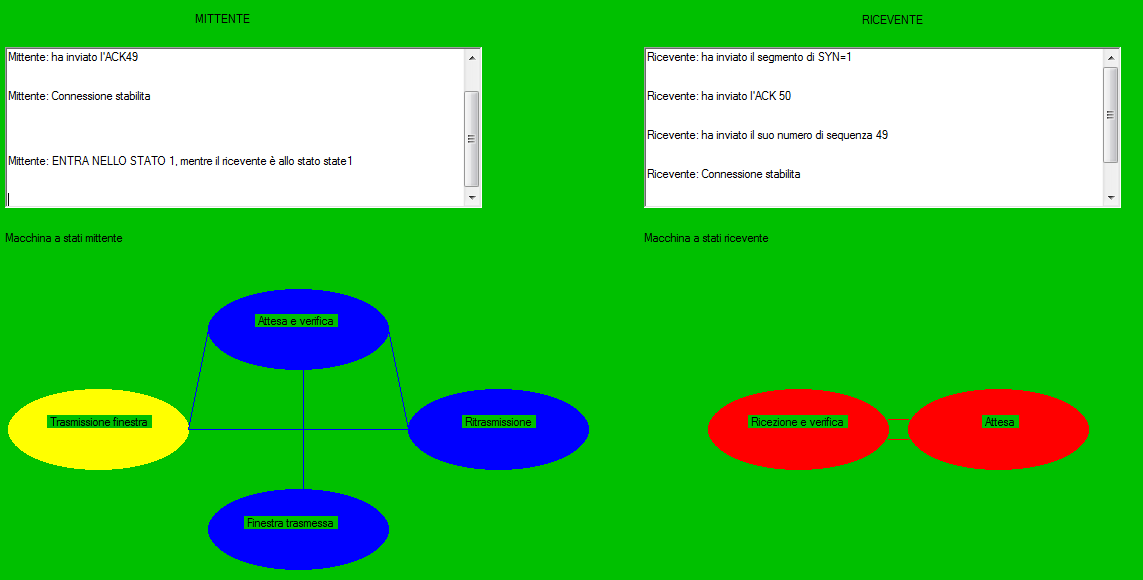 MITTENTE
RICEVENTE
Mittente: ha inviato l'ACK49
Mittente: Connessione stabilita
Mittente: ENTRA NELLO STATO 1, mentre il ricevente è allo stato state1
Ricevente: ha inviato il segmento di SYN=1
Ricevente: ha inviato l'ACK 50
Ricevente: ha inviato il suo numero di sequenza 49
Ricevente: Connessione stabilita
Macchina a stati mittente
Macchina a stati ricevente
Attesa e verifica
Trasmissione finestra
Ritrasmissione
Finestra trasmessa
Ricezione e verifica
Attesa